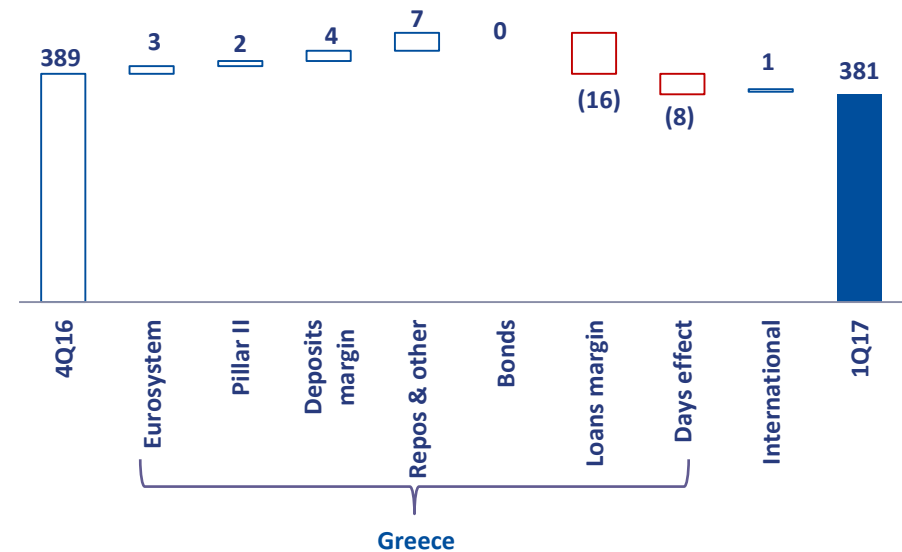 389
3
2
4
7
0
(16)
(8)
1
381
4Q16
Eurosystem
Pillar II
Deposits
margin
Repos & other
Bonds
Loans margin
Days effect
International
1Q17
Greece